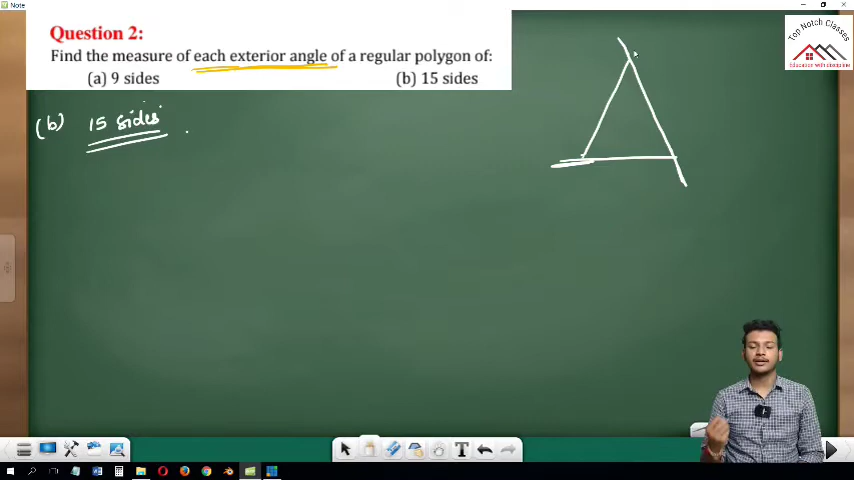 Note
Question 2:
Find the measure of each exterior angle of a regular polygon of:
(a) 9 sides (b) 15 sides
(b) 15 sides
Top Notch Classes
Education with discipline